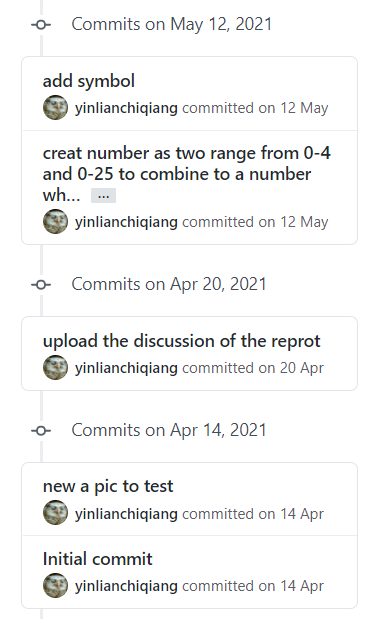 Commits on May 12, 2021
add symbol
yinlianchiqiang committed on 12 May
creat number as two range from 0-4
and 0-25 to combine to a number
wh... ...
yinlianchiqiang committed on 12 May
Commits on Apr 20, 2021
upload the discussion of the reprot
yinlianchiqiang committed on 20 Apr
Commits on Apr 14, 2021
new a pic to test
yinlianchiqiang committed on 14 Apr
Initial commit
yinlianchiqiang committed on 14 Apr